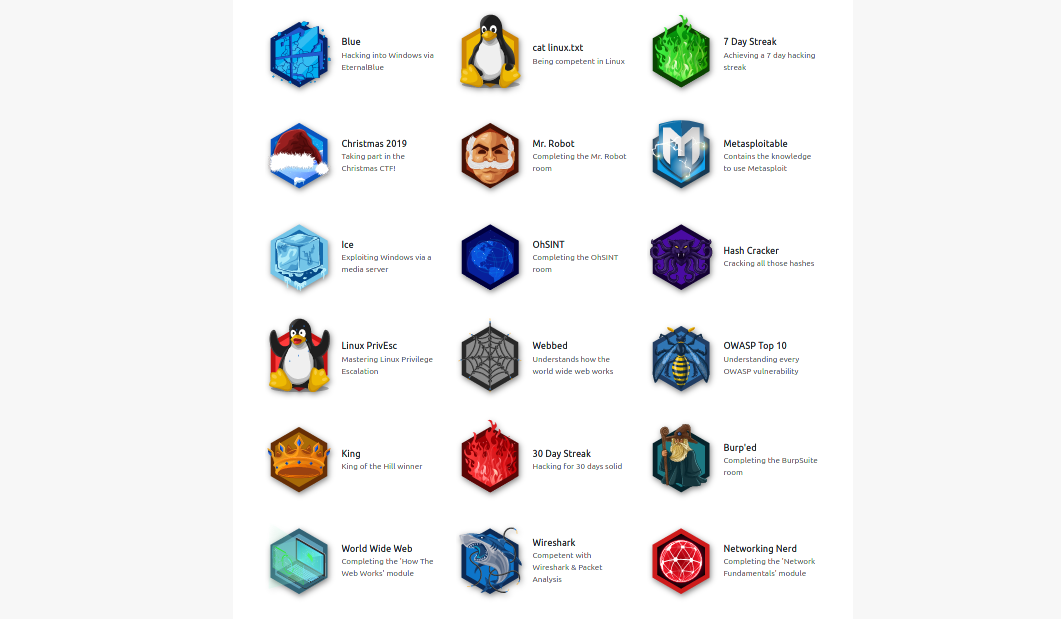 Blue
Hacking into Windows via
EternalBlue
cat linux.txt
Being competent in Linux
7 Day Streak
Achieving a 7 day hacking
streak
Christmas 2019
Taking part in the
Christmas CTF!
Mr. Robot
Completing the Mr. Robot
room
Metasploitable
Contains the knowledge
to use Metasploit
Ice
Exploiting Windows via a
media server
OhSINT
Completing the OhSINT
room
Hash Cracker
Cracking all those hashes
Linux PrivEsc
Mastering Linux Privilege
Escalation
Webbed
Understands how the
world wide web works
OWASP Top 10
Understanding every
OWASP vulnerability
King
King of the Hill winner
30 Day Streak
Hacking for 30 days solid
Burp'ed
Completing the BurpSuite
room
World Wide Web
Completing the 'How The
Web Works' module
Wireshark
Competent with
Wireshark & Packet
Analysis
Networking Nerd
Completing the 'Network
Fundamentals' module